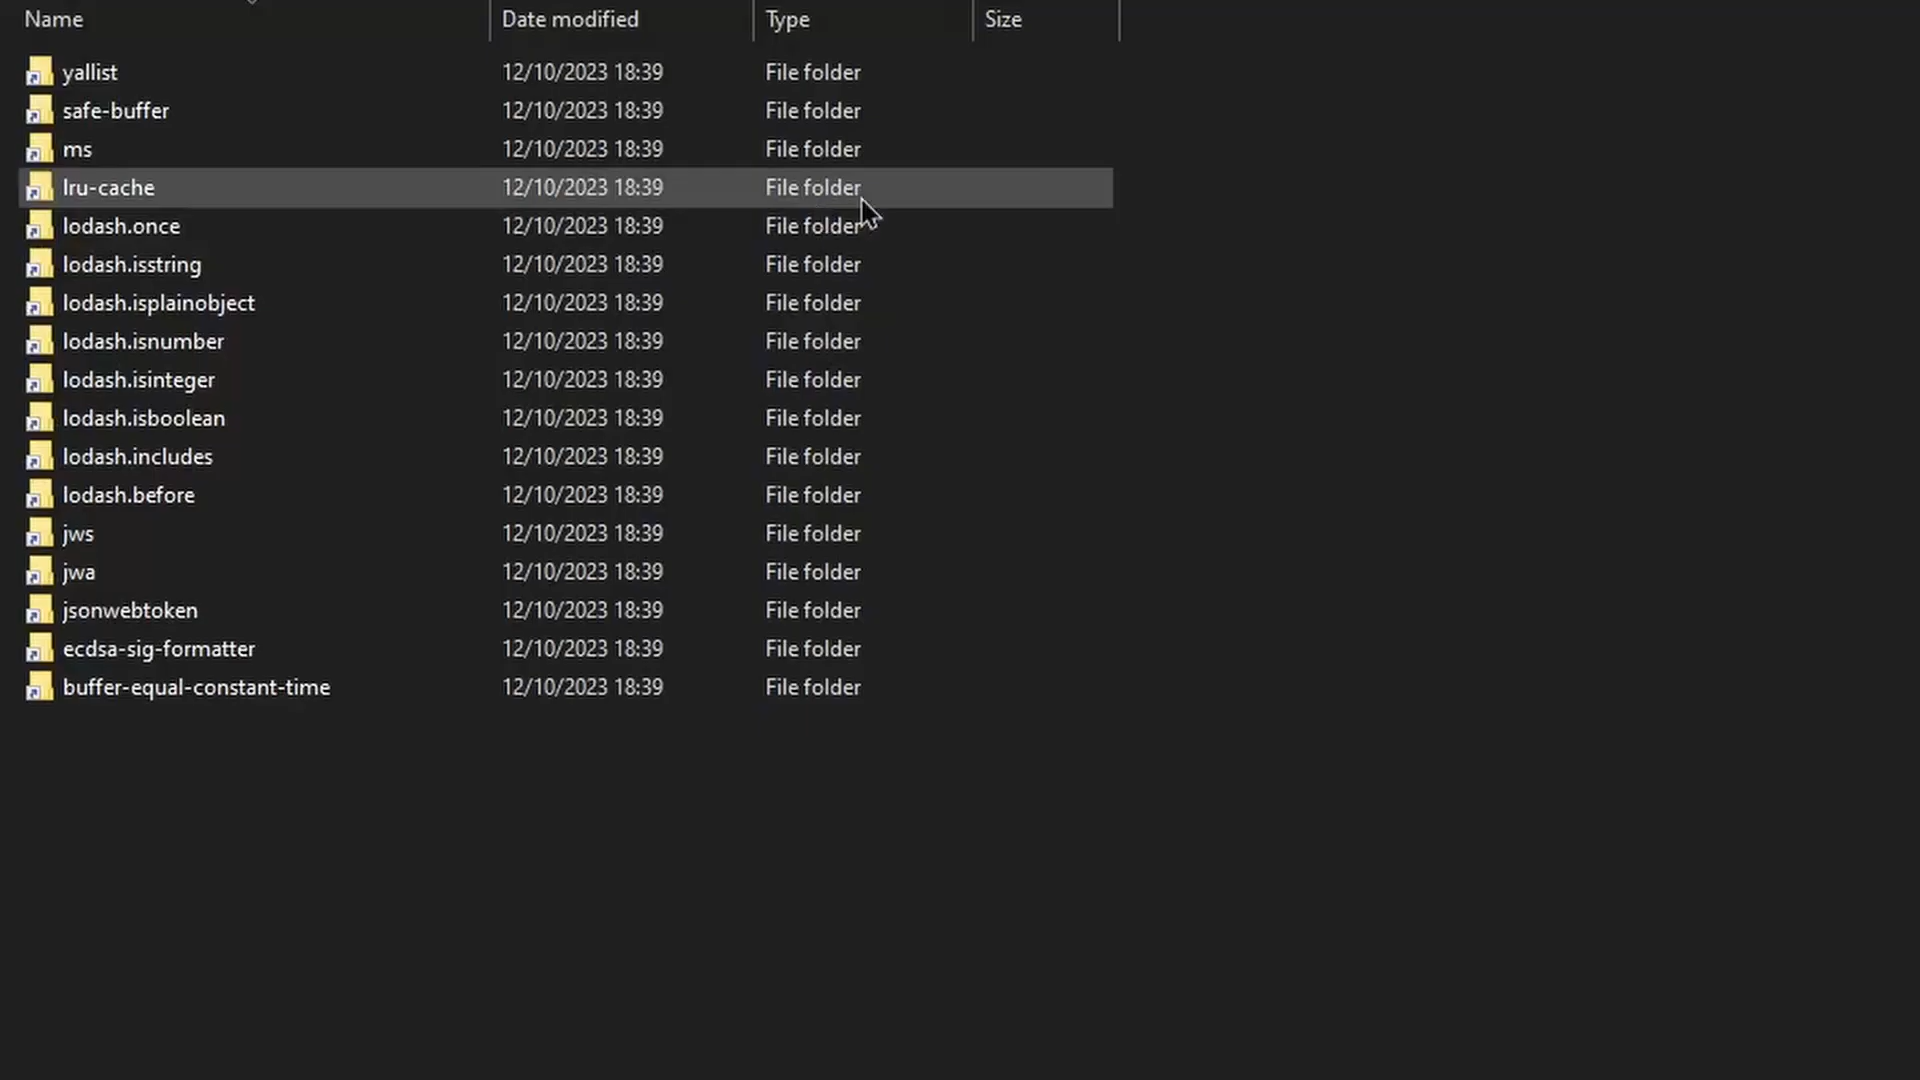 Name Date modified Type Size
yallist 12/10/2023 18:39 File folder
safe-buffer 12/10/2023 18:39 File folder
ms 12/10/2023 18:39 File folder
lru-cache 12/10/2023 18:39 File folder
lodash.once 12/10/2023 18:39 File folder
lodash.isstring 12/10/2023 18:39 File folder
lodash.isplainobject 12/10/2023 18:39 File folder
lodash.isnumber 12/10/2023 18:39 File folder
lodash.isinteger 12/10/2023 18:39 File folder
lodash.isboolean 12/10/2023 18:39 File folder
lodash.includes 12/10/2023 18:39 File folder
lodash.before 12/10/2023 18:39 File folder
jws 12/10/2023 18:39 File folder
jwa 12/10/2023 18:39 File folder
jsonwebtoken 12/10/2023 18:39 File folder
ecdsa-sig-formatter 12/10/2023 18:39 File folder
buffer-equal-constant-time 12/10/2023 18:39 File folder